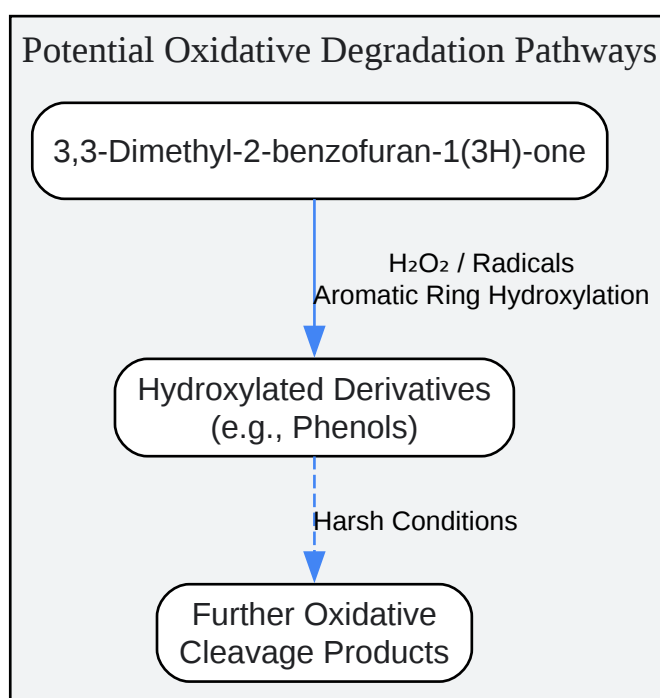 Potential Oxidative Degradation Pathways
3,3-Dimethyl-2-benzofuran-1(3H)-one
H₂O₂ / Radicals
Aromatic Ring Hydroxylation
Hydroxylated Derivatives
(e.g., Phenols)
Harsh Conditions
Further Oxidative
Cleavage Products